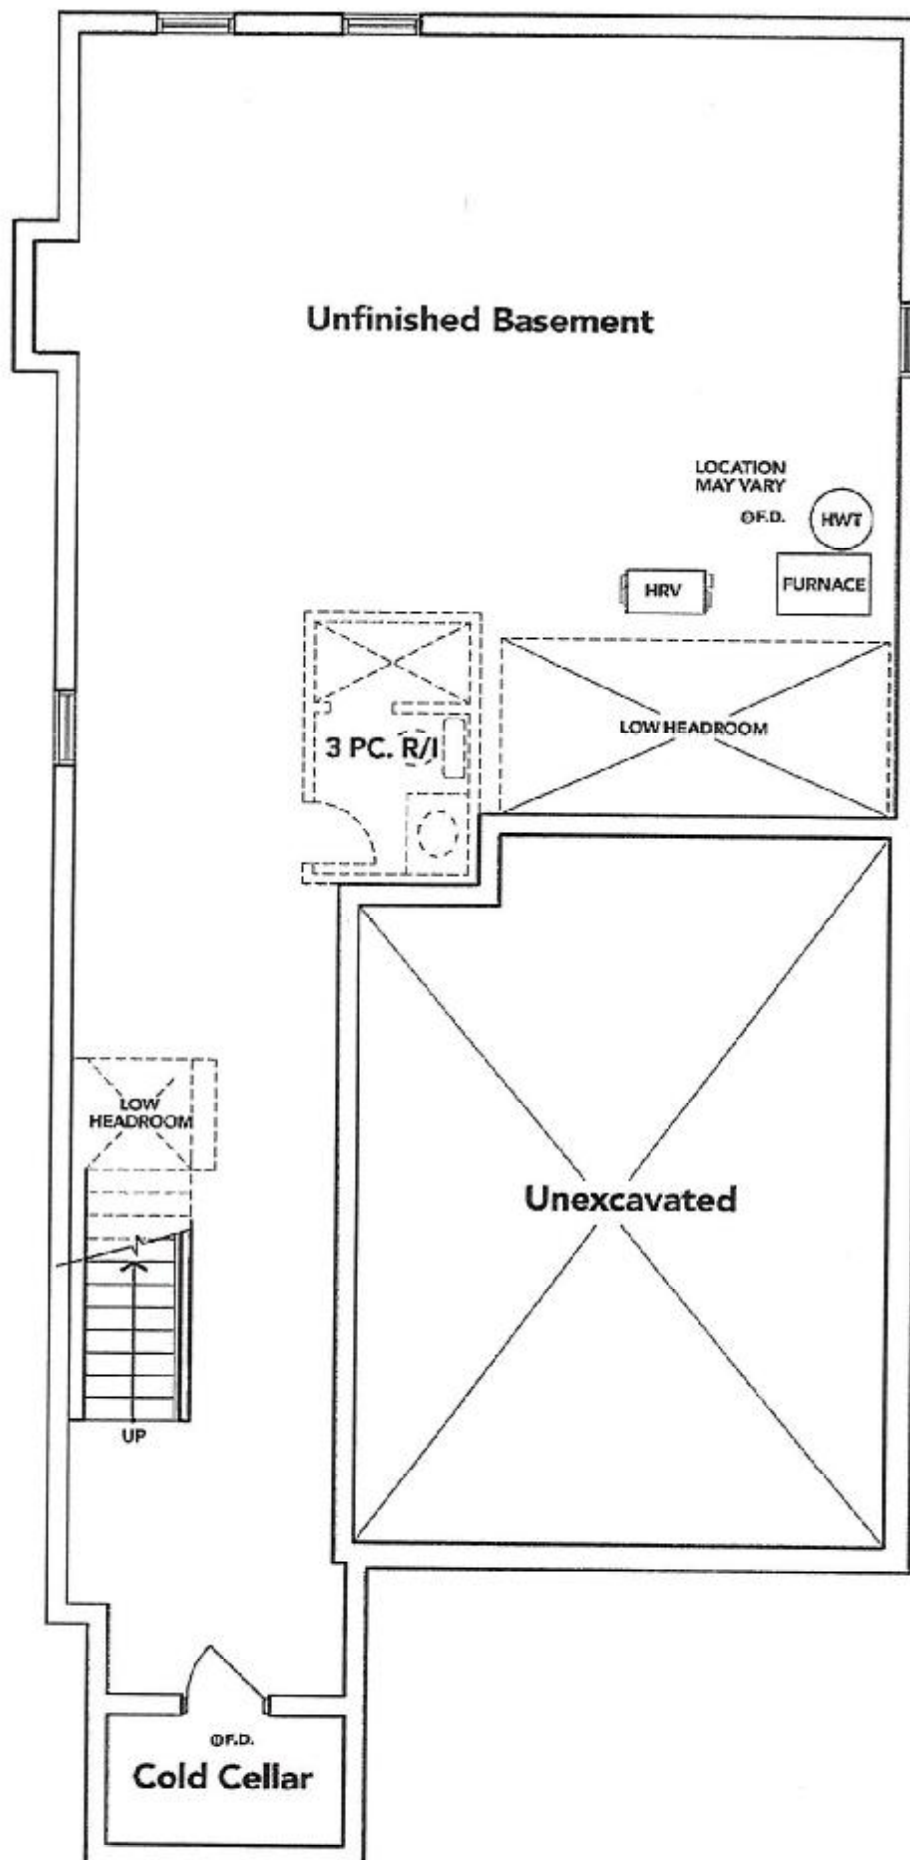 Unfinished Basement
LOCATION
MAY VARY
F.D.
HWT
HRV
FURNACE
LOW HEADROOM
3 PC. R/I
LOW
HEADROOM
Unexcavated
UP
F.D.
Cold Cellar